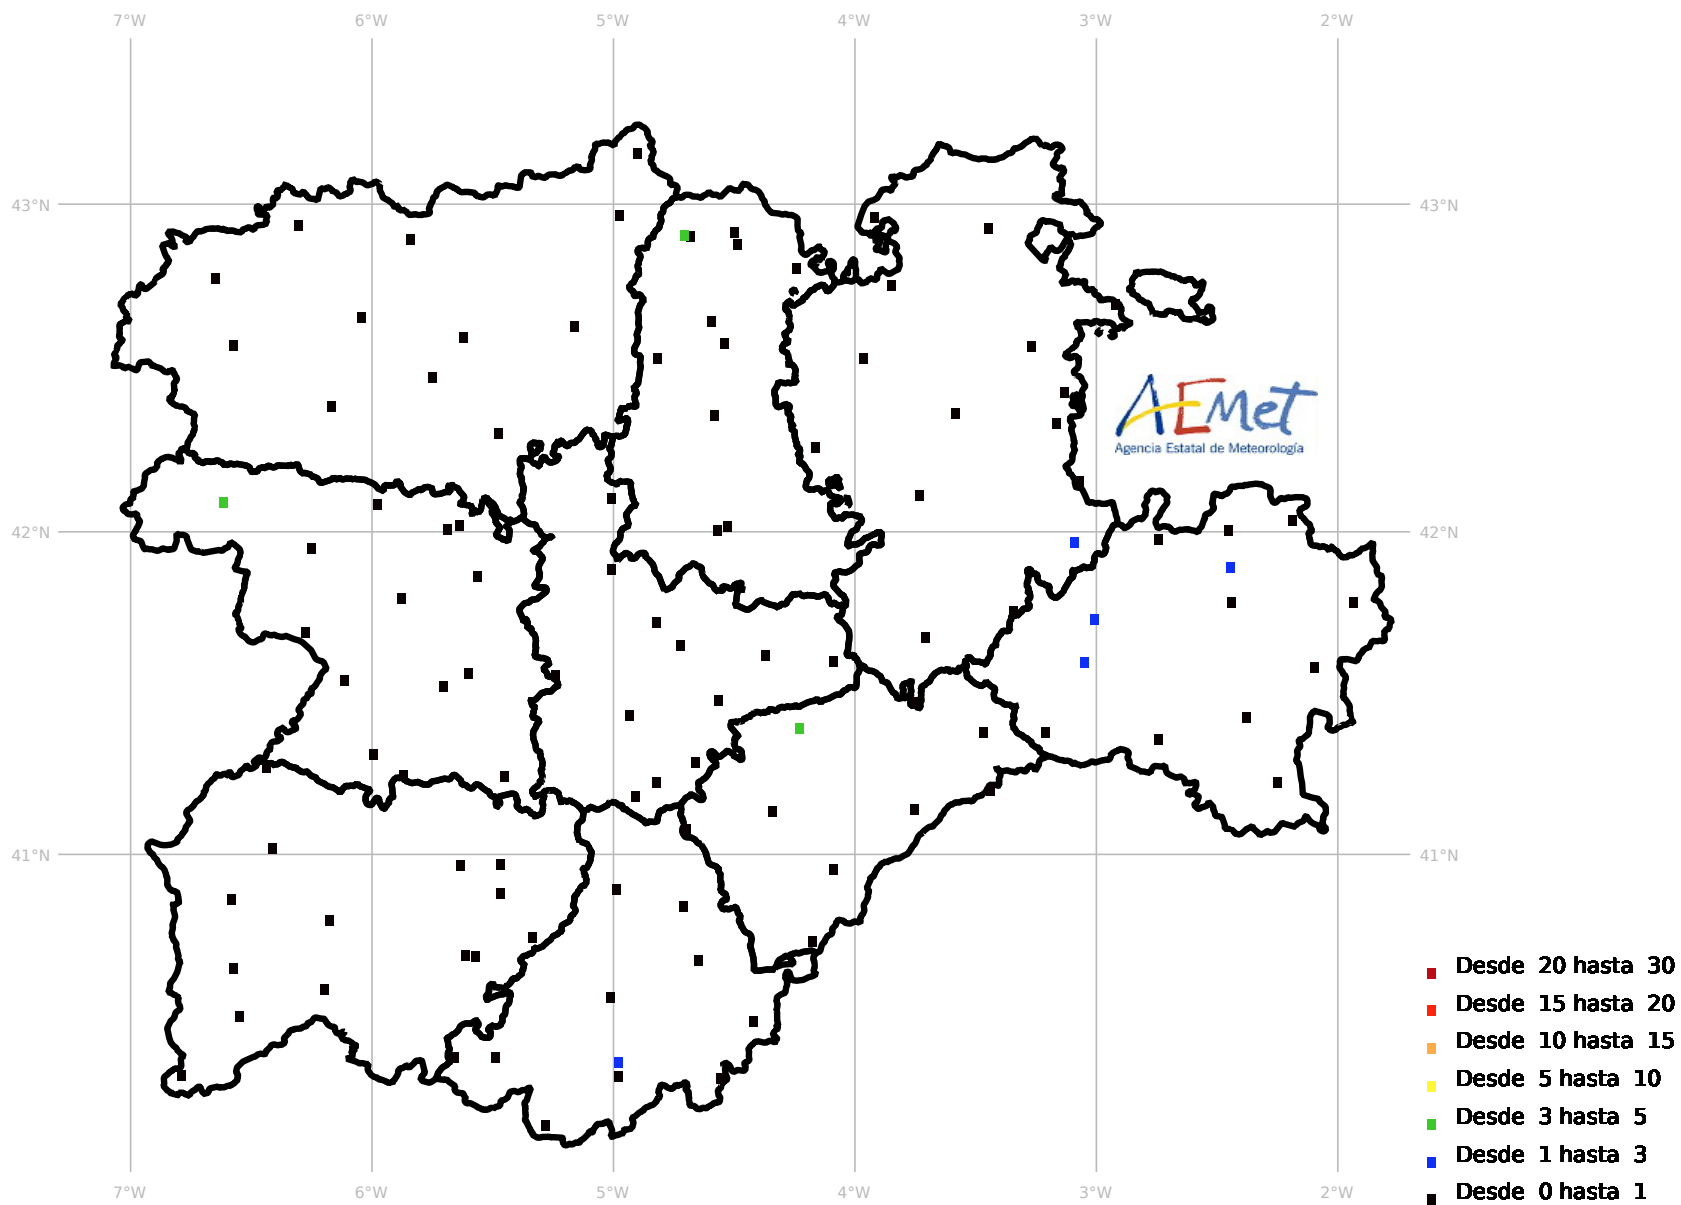 7°W 6°W 5°W 4°W 3°W 2°W
43°N 43°N
AEMet
Agencia Estatal de Meteorología
42°N 42°N
41°N 41°N
Desde 20 hasta 30
Desde 15 hasta 20
Desde 10 hasta 15
Desde 5 hasta 10
Desde 3 hasta 5
Desde 1 hasta 3
Desde 0 hasta 1
7°W 6°W 5°W 4°W 3°W 2°W